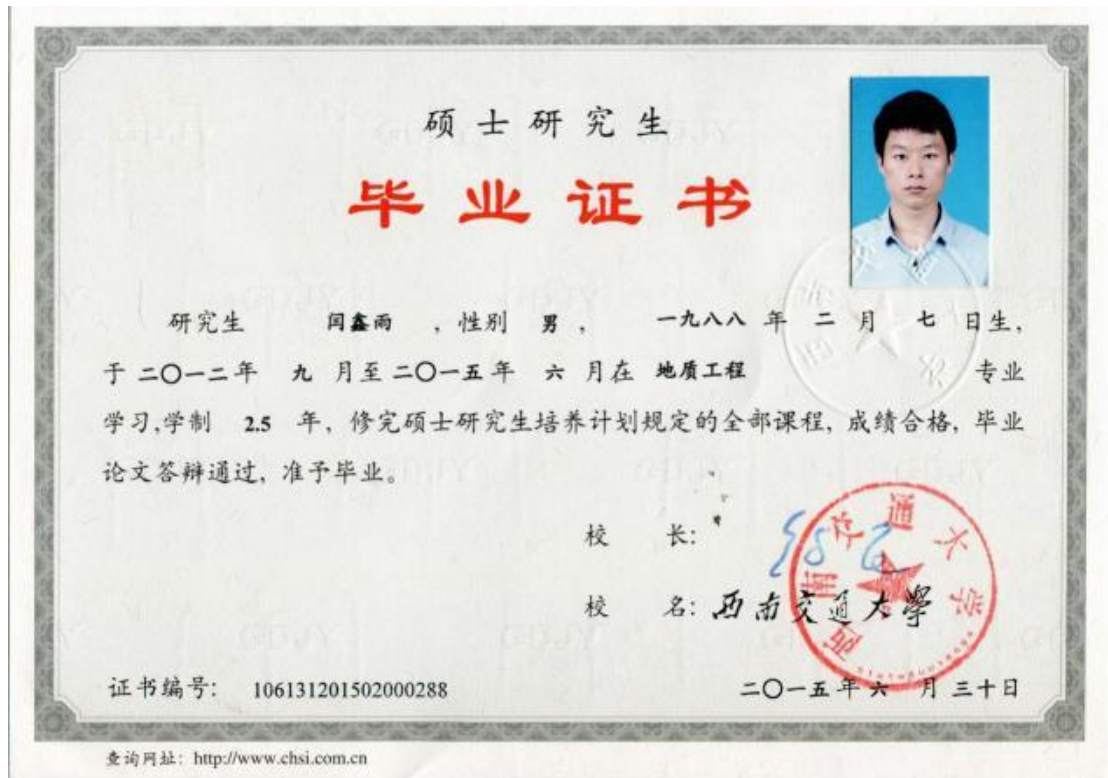 硕士研究生
毕业证书
研究生 闫鑫雨 ，性别 男 ， 一九八八 年 二 月 七 日生，
于 二〇一二年 九 月至 二〇一五年 六 月在 地质工程 专业
学习,学制 2.5 年，修完硕士研究生培养计划规定的全部课程，成绩合格，毕业
论文答辩通过，准予毕业。
校 长：
校 名：西南交通大學
西南交通大学
证书编号： 106131201502000288
二〇一五年 六 月 三十日
查询网址：http://www.chsi.com.cn